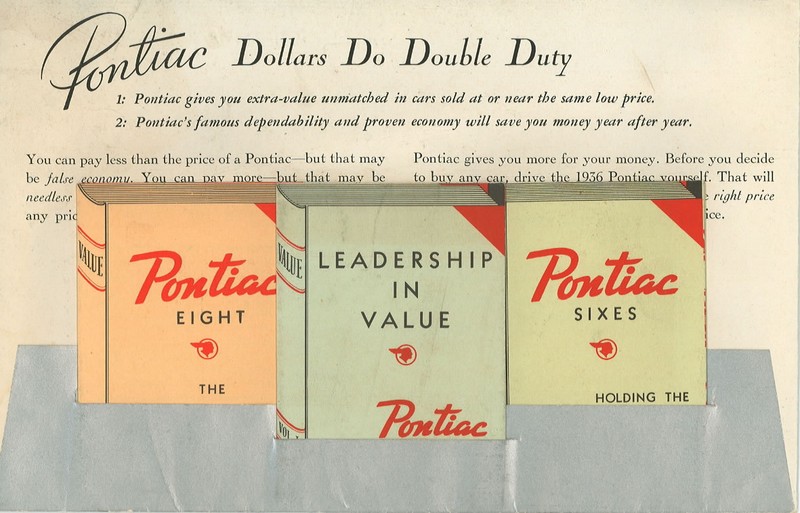 Pontiac Dollars Do Double Duty
1: Pontiac gives you extra-value unmatched in cars sold at or near the same low price.
2: Pontiac's famous dependability and proven economy will save you money year after year.
You can pay less than the price of a Pontiac—but that may
be false economy. You can pay more—but that may be
needless
any
Pontiac gives you more for your money. Before you decide
to buy any car, drive the 1936 Pontiac yourself. That will
right price
VALUE
Pontiac
EIGHT
THE
VALUE
LEADERSHIP
IN
VALUE
Pontiac
VOL. 1
Pontiac
SIXES
HOLDING THE